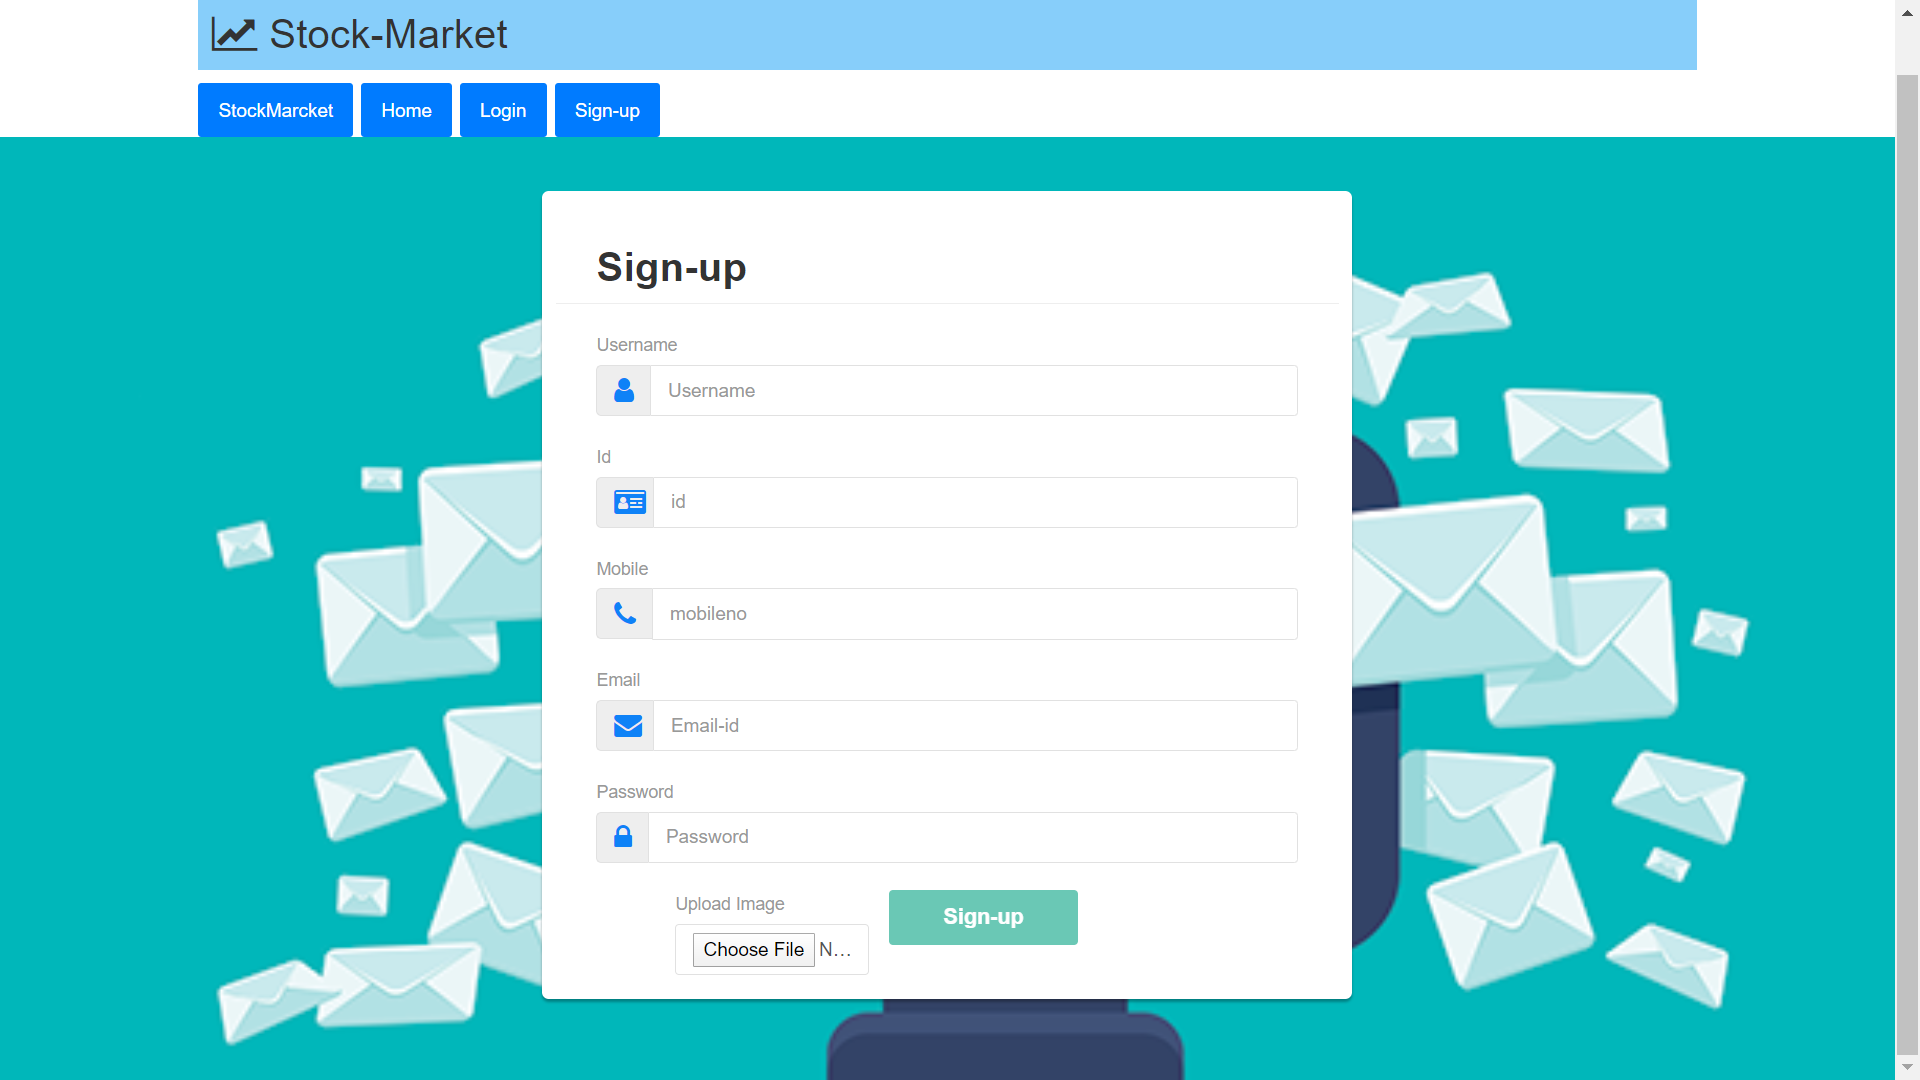 Stock-Market
StockMarcket Home Login Sign-up
Sign-up
Username
Username
Id
id
Mobile
mobileno
Email
Email-id
Password
Password
Upload Image
Sign-up
Choose File N...